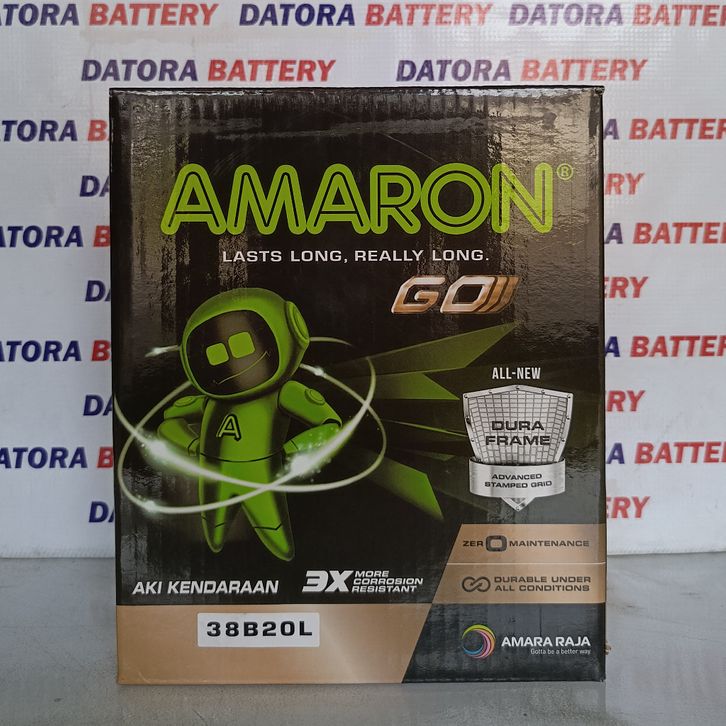 DATORA BATTERY DATORA BATTERY
DATORA BATTERY DATORA BATTERY
AMARON®
LASTS LONG, REALLY LONG.
GO
ALL-NEW
DURA
FRAME
ADVANCED
STAMPED GRID
A
ZERO MAINTENANCE
DURABLE UNDER
ALL CONDITIONS
AKI KENDARAAN
3X MORE
CORROSION
RESISTANT
38B20L
AMARA RAJA
Gotta be a better way